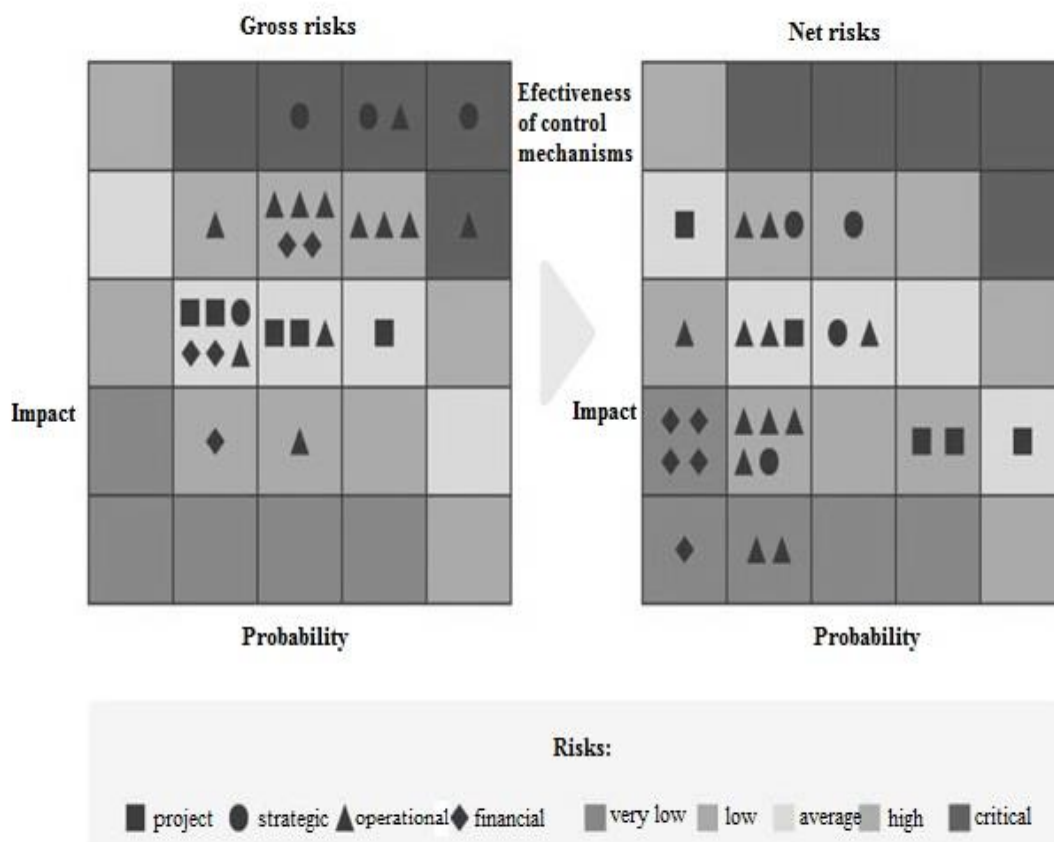 Gross risks
Net risks
Efectiveness
of control
mechanisms
Impact
Impact
Probability
Probability
Risks:
project strategic operational financial very low low average high critical